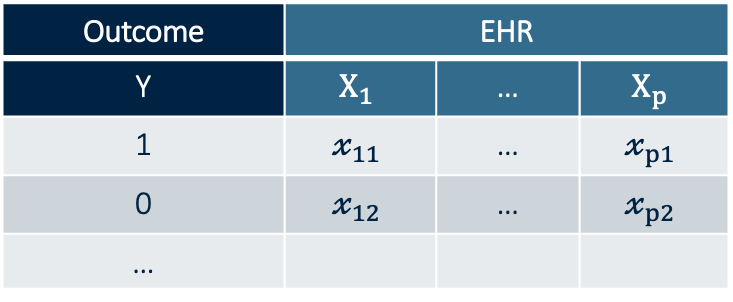 Outcome EHR
Y X₁ ... Xₚ
1 x₁₁ ... xₚ₁
0 x₁₂ ... xₚ₂
...